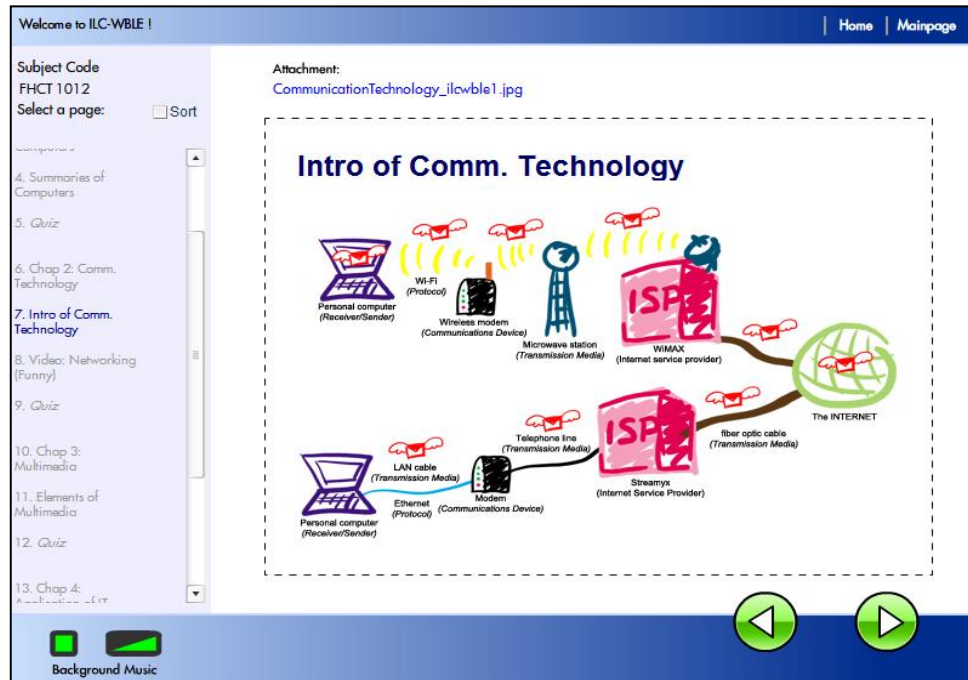 Welcome to ILC-WBLE !
Home
Mainpage
Subject Code
FHCT 1012
Select a page:
Sort
4. Summaries of
Computers
5. Quiz
6. Chap 2: Comm.
Technology
7. Intro of Comm.
Technology
8. Video: Networking
(Funny)
9. Quiz
10. Chap 3:
Multimedia
11. Elements of
Multimedia
12. Quiz
13. Chap 4:
Attachment:
CommunicationTechnology_ilcwble1.jpg
Intro of Comm. Technology
Personal computer
(Receiver/Sender)
Wi-Fi
(Protocol)
Wireless modem
(Communications Device)
Microwave station
(Transmission Media)
ISP
WiMAX
(Internet service provider)
The INTERNET
Personal computer
(Receiver/Sender)
LAN cable
(Transmission Media)
Ethernet
(Protocol)
Modem
(Communications Device)
Telephone line
(Transmission Media)
ISP
Streamyx
(Internet Service Provider)
fiber optic cable
(Transmission Media)
Background Music